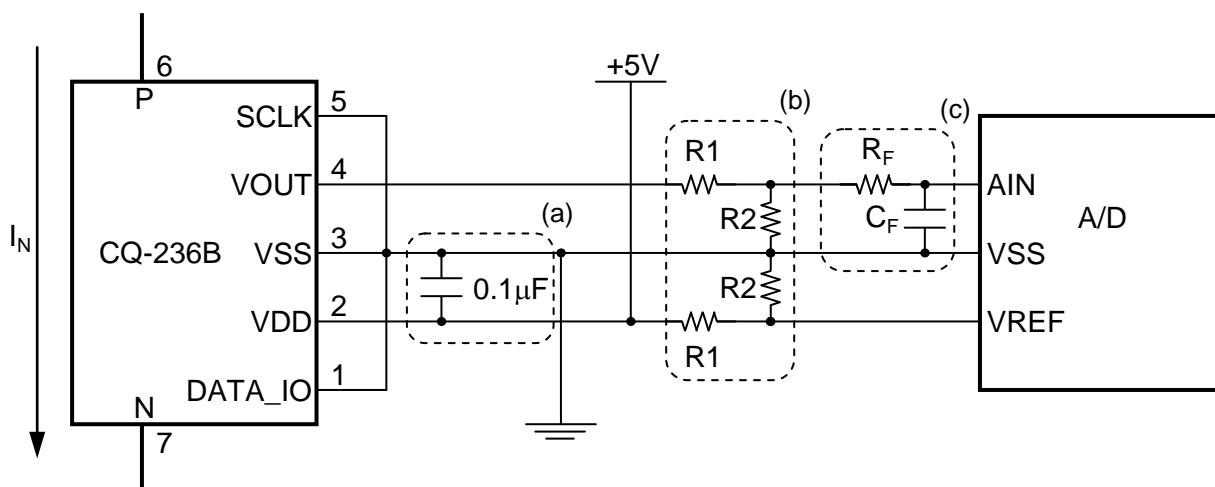 6
P
+5V
SCLK 5
(b)
(c)
R1
RF
VOUT 4
AIN
IN
(a)
R2
CF
A/D
CQ-236B
VSS 3
VSS
0.1μF
R2
VDD 2
VREF
R1
DATA_IO 1
N
7